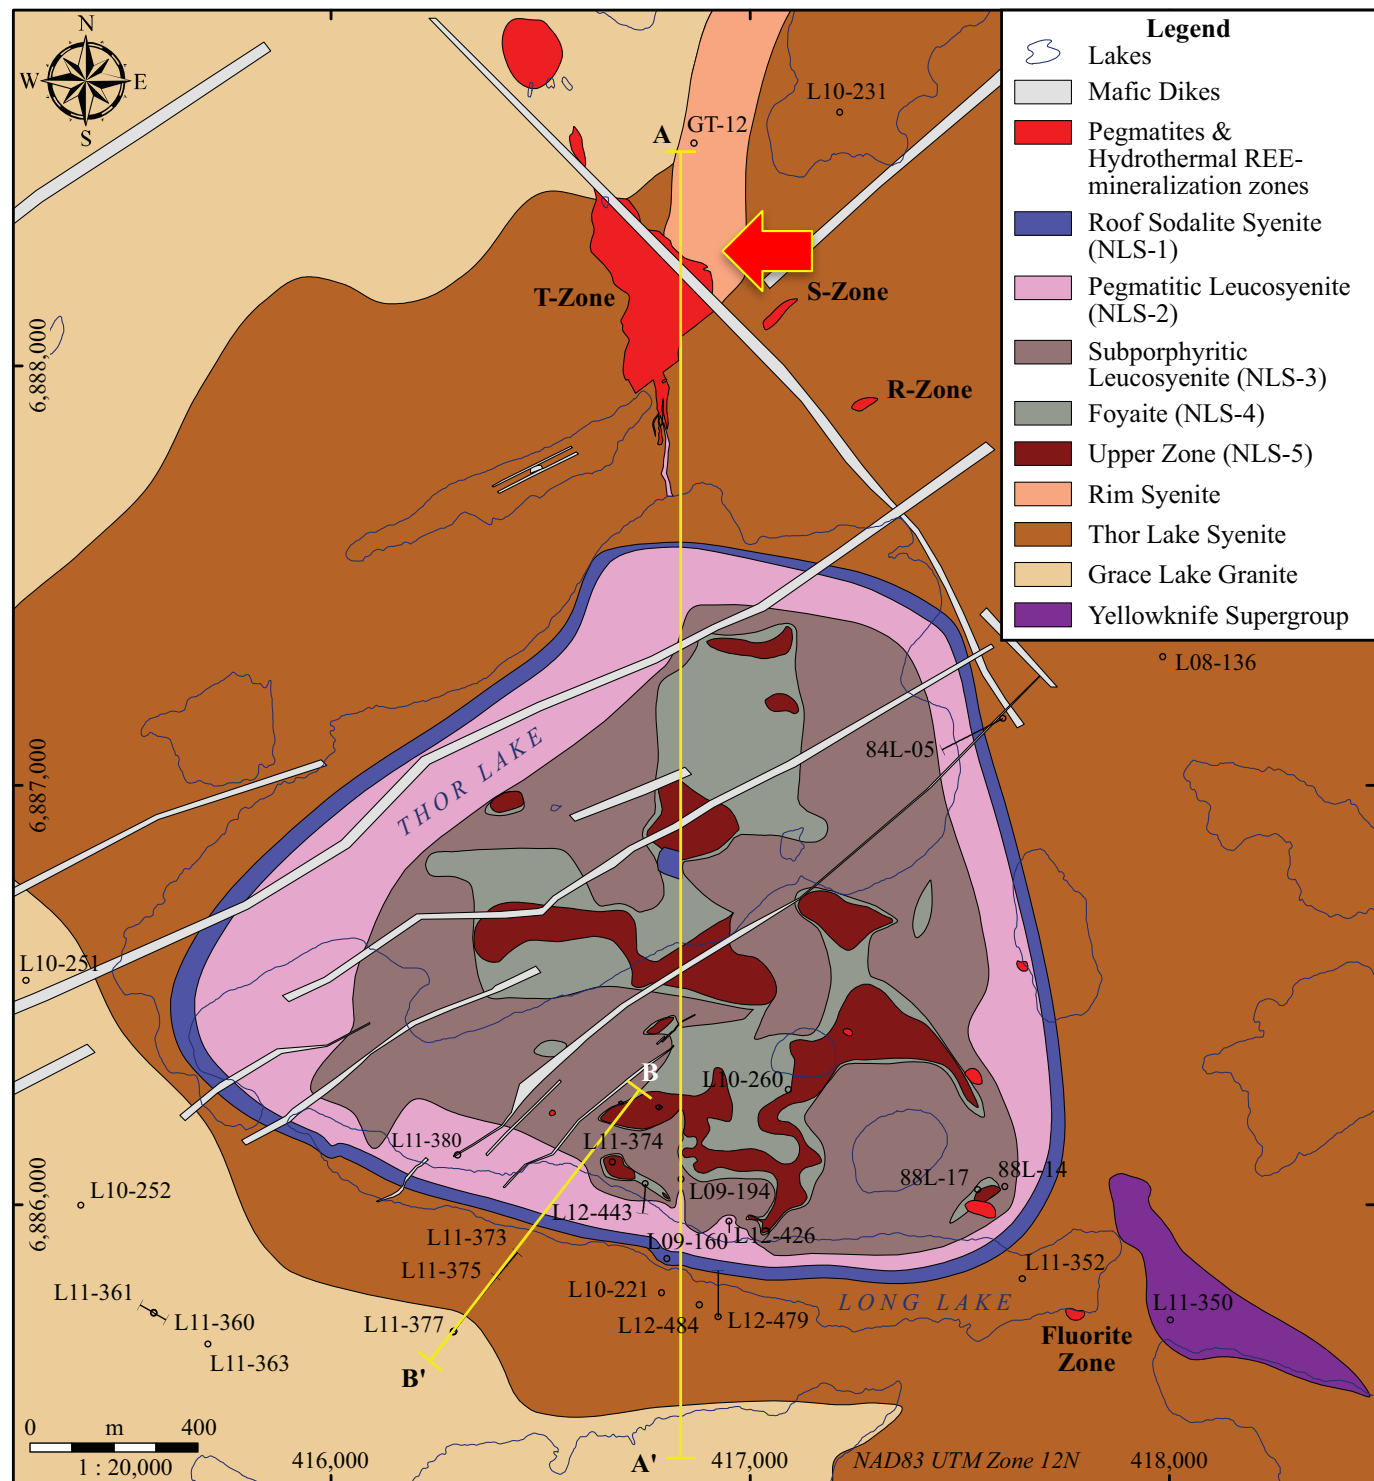 N
W E
S
Legend
Lakes
Mafic Dikes
Pegmatites &
Hydrothermal REE-
mineralization zones
Roof Sodalite Syenite
(NLS-1)
Pegmatitic Leucosyenite
(NLS-2)
Subporphyritic
Leucosyenite (NLS-3)
Foyaite (NLS-4)
Upper Zone (NLS-5)
Rim Syenite
Thor Lake Syenite
Grace Lake Granite
Yellowknife Supergroup
L10-231
A GT-12
T-Zone
S-Zone
R-Zone
6,888,000
L08-136
84L-05
THOR LAKE
6,887,000
L10-251
B
L10-260
L11-380
L11-374
88L-17
88L-14
L10-252
L09-194
L12-443
6,886,000
L11-373
L09-160
L12-426
L11-375
L11-352
L11-361
L10-221
LONG LAKE
L11-350
L11-360
L11-377
L12-484
L12-479
L11-363
Fluorite
Zone
B'
0 m 400
1 : 20,000
416,000
A'
417,000
NAD83 UTM Zone 12N
418,000